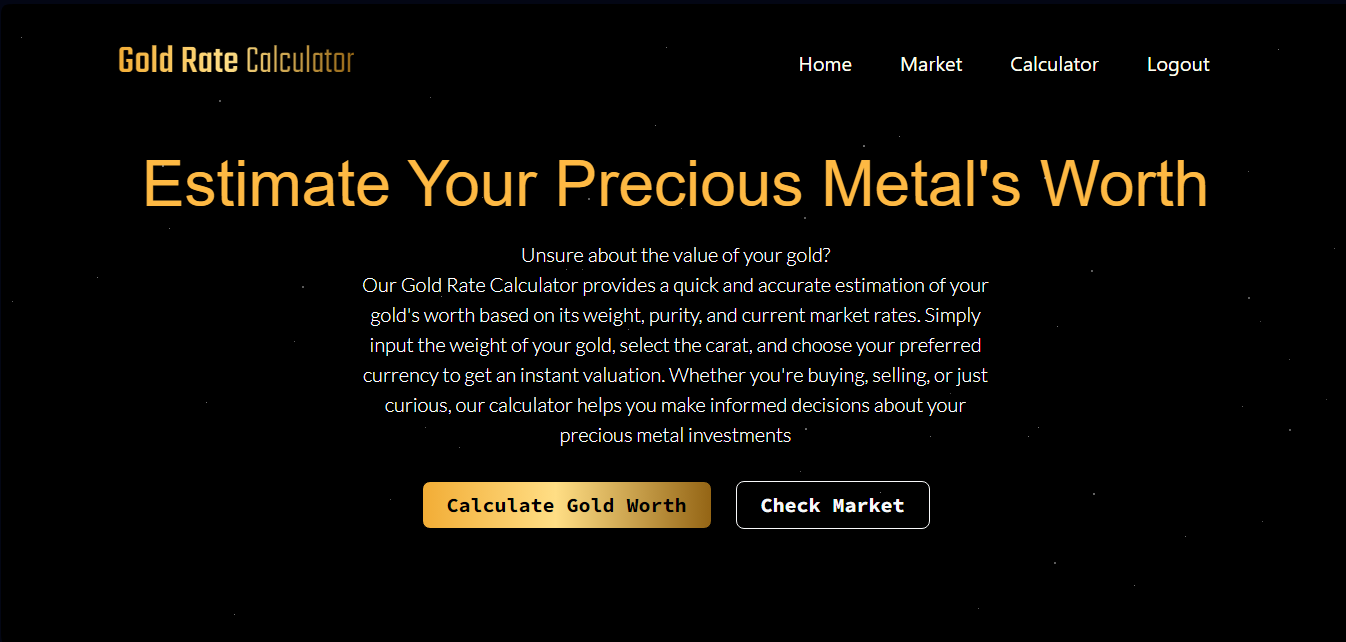 Gold Rate Calculator
Home Market Calculator Logout
Estimate Your Precious Metal's Worth
Unsure about the value of your gold?
Our Gold Rate Calculator provides a quick and accurate estimation of your
gold's worth based on its weight, purity, and current market rates. Simply
input the weight of your gold, select the carat, and choose your preferred
currency to get an instant valuation. Whether you're buying, selling, or just
curious, our calculator helps you make informed decisions about your
precious metal investments
Calculate Gold Worth
Check Market